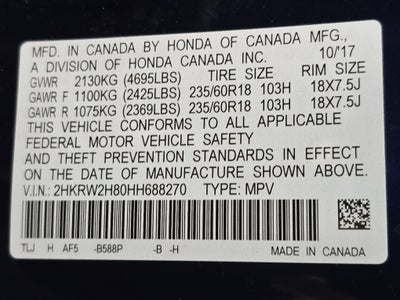 MFD. IN CANADA BY HONDA OF CANADA MFG.,
A DIVISION OF HONDA CANADA INC. 10/17
GVWR 2130KG (4695LBS) TIRE SIZE RIM SIZE
GAWR F 1100KG (2425LBS) 235/60R18 103H 18X7.5J
GAWR R 1075KG (2369LBS) 235/60R18 103H 18X7.5J
THIS VEHICLE CONFORMS TO ALL APPLICABLE
FEDERAL MOTOR VEHICLE SAFETY
AND THEFT PREVENTION STANDARDS IN EFFECT
ON THE DATE OF MANUFACTURE SHOWN ABOVE.
V.I.N.: 2HKRW2H80HH688270 TYPE: MPV
TLJ H AF5 -B588P -B -H MADE IN CANADA